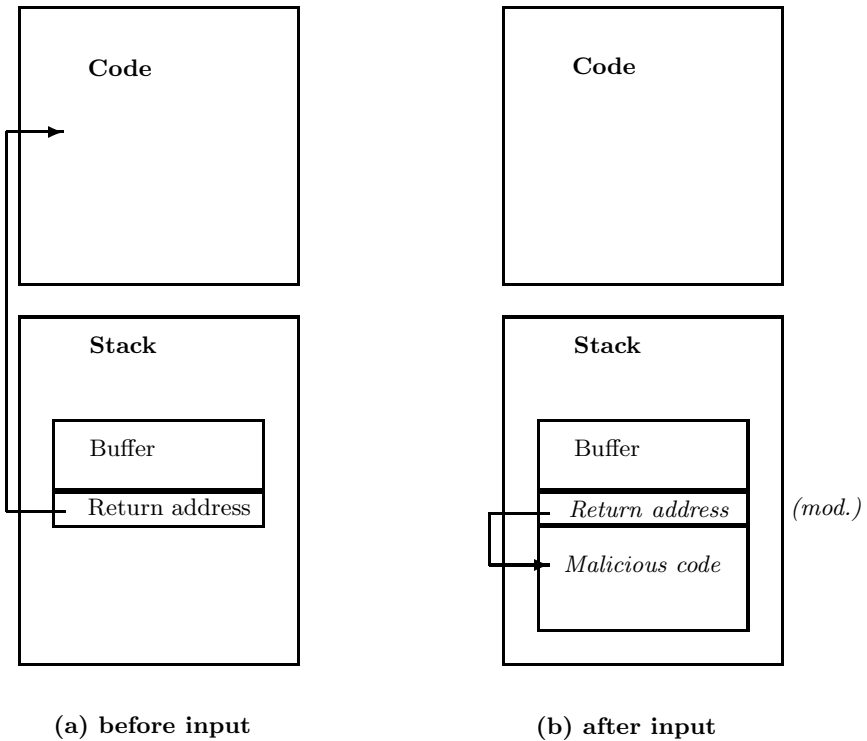 Code
Code
Stack
Stack
Buffer
Buffer
Return address
Return address
(mod.)
Malicious code
(a) before input
(b) after input